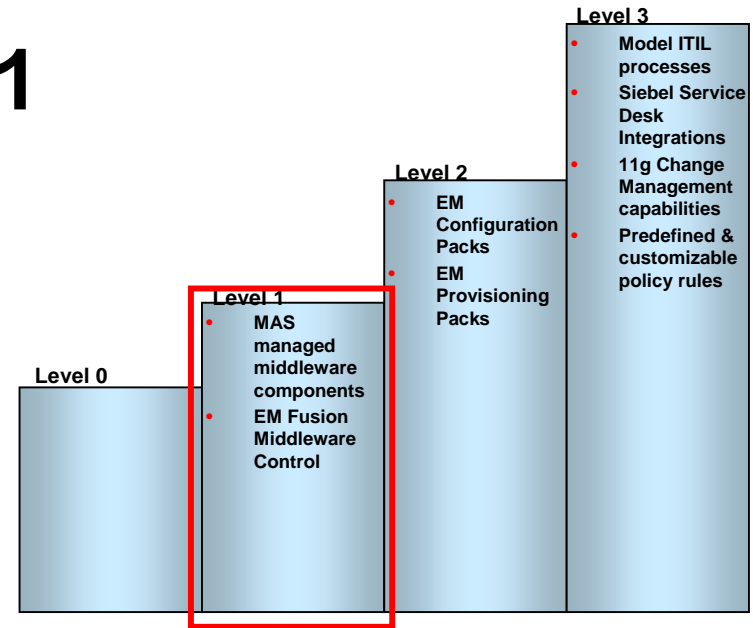 1
Level 0
Level 1
• MAS
managed
middleware
components
• EM Fusion
Middleware
Control
Level 2
• EM
Configuration
Packs
• EM
Provisioning
Packs
Level 3
• Model ITIL
processes
• Siebel Service
Desk
Integrations
• 11g Change
Management
capabilities
• Predefined &
customizable
policy rules